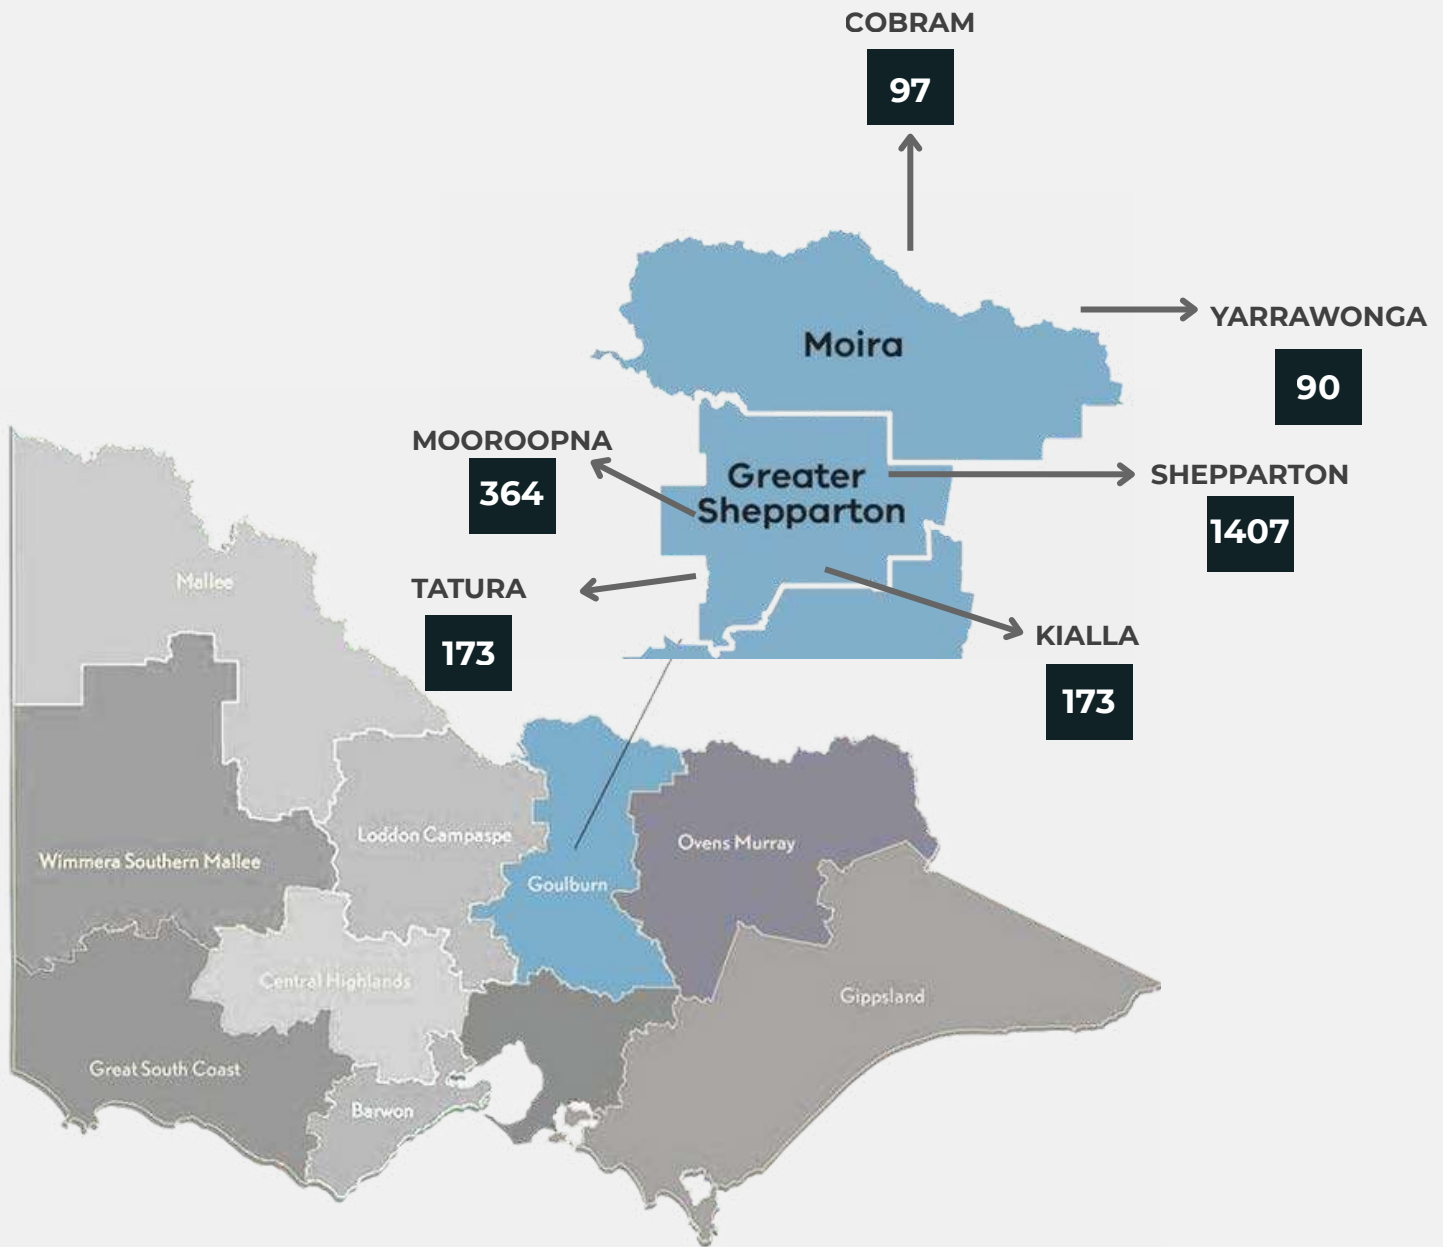 COBRAM
97
YARRAWONGA
90
Moira
MOOROOPNA
364
Greater
Shepparton
SHEPPARTON
1407
TATURA
173
KIALLA
173
Mallee
Loddon Campaspe
Wimmera Southern Mallee
Ovens Murray
Goulburn
Central Highlands
Gippsland
Great South Coast
Barwon